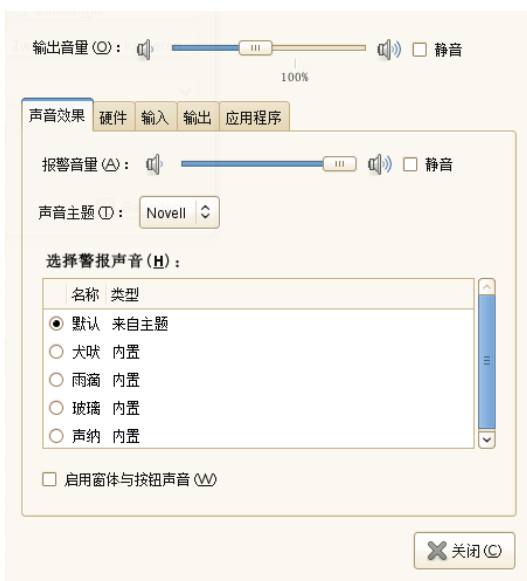 输出音量(O): 静音
100%
声音效果 硬件 输入 输出 应用程序
报警音量(A): 静音
声音主题(T): Novell
选择警报声音(H):
名称 类型
默认 来自主题
犬吠 内置
雨滴 内置
玻璃 内置
声纳 内置
启用窗体与按钮声音(W)
关闭(C)